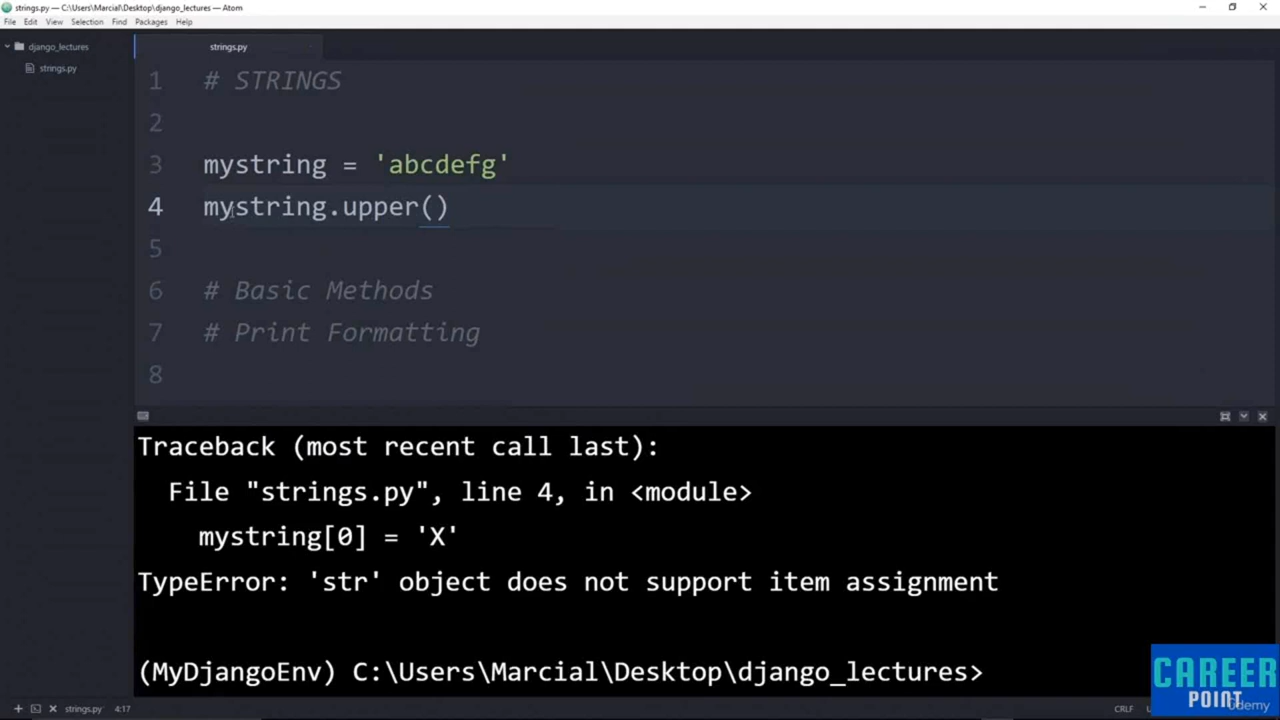 strings.py — C:\Users\Marcial\Desktop\django_lectures — Atom
File Edit View Selection Find Packages Help
django_lectures
strings.py
strings.py
1 # STRINGS
2
3 mystring = 'abcdefg'
4 mystring.upper()
5
6 # Basic Methods
7 # Print Formatting
8
Traceback (most recent call last):
File "strings.py", line 4, in <module>
mystring[0] = 'X'
TypeError: 'str' object does not support item assignment
(MyDjangoEnv) C:\Users\Marcial\Desktop\django_lectures>
CAREER
POINT
Udemy
strings.py 4:17 CRLF